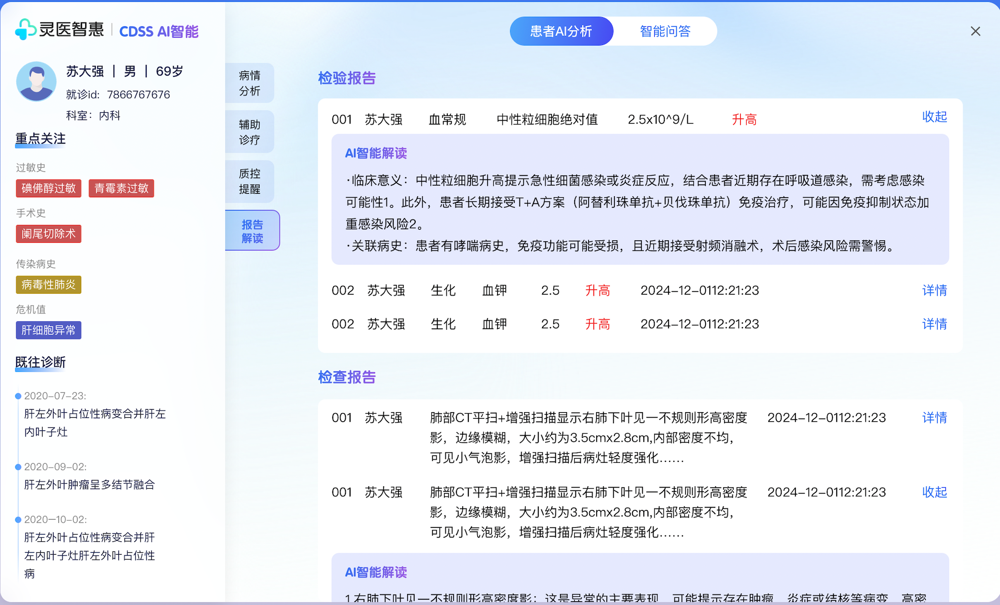 灵医智惠 | CDSS AI智能
患者AI分析
智能问答
苏大强 | 男 | 69岁
就诊id: 7866767676
科室：内科
重点关注
过敏史
碘佛醇过敏 青霉素过敏
手术史
阑尾切除术
传染病史
病毒性肺炎
危机值
肝细胞异常
既往诊断
2020-07-23:
肝左外叶占位性病变合并肝左
内叶子灶
2020-09-02:
肝左外叶肿瘤呈多结节融合
2020-10-02:
肝左外叶占位性病变合并肝
左内叶子灶肝左外叶占位性
病
病情
分析
辅助
诊疗
质控
提醒
报告
解读
检验报告
001 苏大强 血常规 中性粒细胞绝对值 2.5x10^9/L 升高 收起
AI智能解读
·临床意义：中性粒细胞升高提示急性细菌感染或炎症反应，结合患者近期存在呼吸道感染，需考虑感染
可能性1。此外，患者长期接受T+A方案（阿替利珠单抗+贝伐珠单抗）免疫治疗，可能因免疫抑制状态加
重感染风险2。
·关联病史：患者有哮喘病史，免疫功能可能受损，且近期接受射频消融术，术后感染风险需警惕。
002 苏大强 生化 血钾 2.5 升高 2024-12-0112:21:23 详情
002 苏大强 生化 血钾 2.5 升高 2024-12-0112:21:23 详情
检查报告
001 苏大强 肺部CT平扫+增强扫描显示右肺下叶见一不规则形高密度 2024-12-0112:21:23 详情
影，边缘模糊，大小约为3.5cmx2.8cm,内部密度不均，
可见小气泡影，增强扫描后病灶轻度强化……
001 苏大强 肺部CT平扫+增强扫描显示右肺下叶见一不规则形高密度 2024-12-0112:21:23 收起
影，边缘模糊，大小约为3.5cmx2.8cm,内部密度不均，
可见小气泡影，增强扫描后病灶轻度强化……
AI智能解读
1.右肺下叶见一不规则形高密度影：这是异常的主要表现，可能提示存在肿瘤、炎症或结核等病变。高密